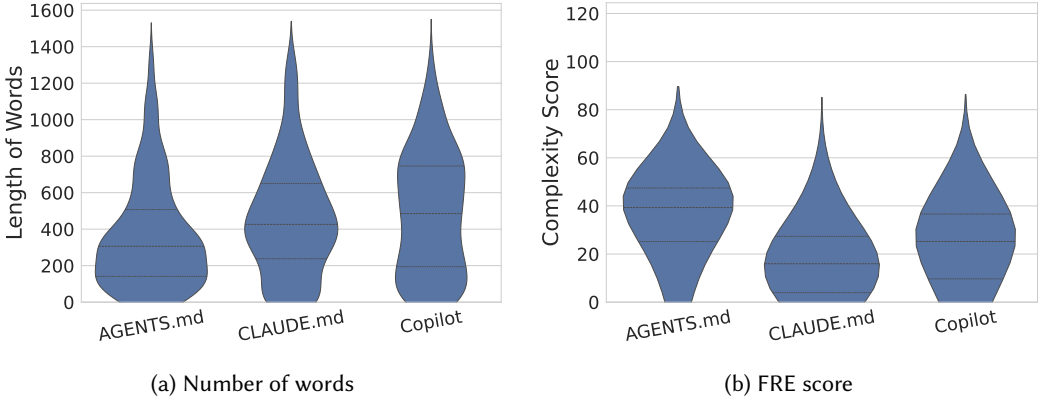 1600
1400
1200
1000
800
600
400
200
0
Length of Words
AGENTS.md
CLAUDE.md
Copilot
(a) Number of words
120
100
80
60
40
20
0
Complexity Score
AGENTS.md
CLAUDE.md
Copilot
(b) FRE score